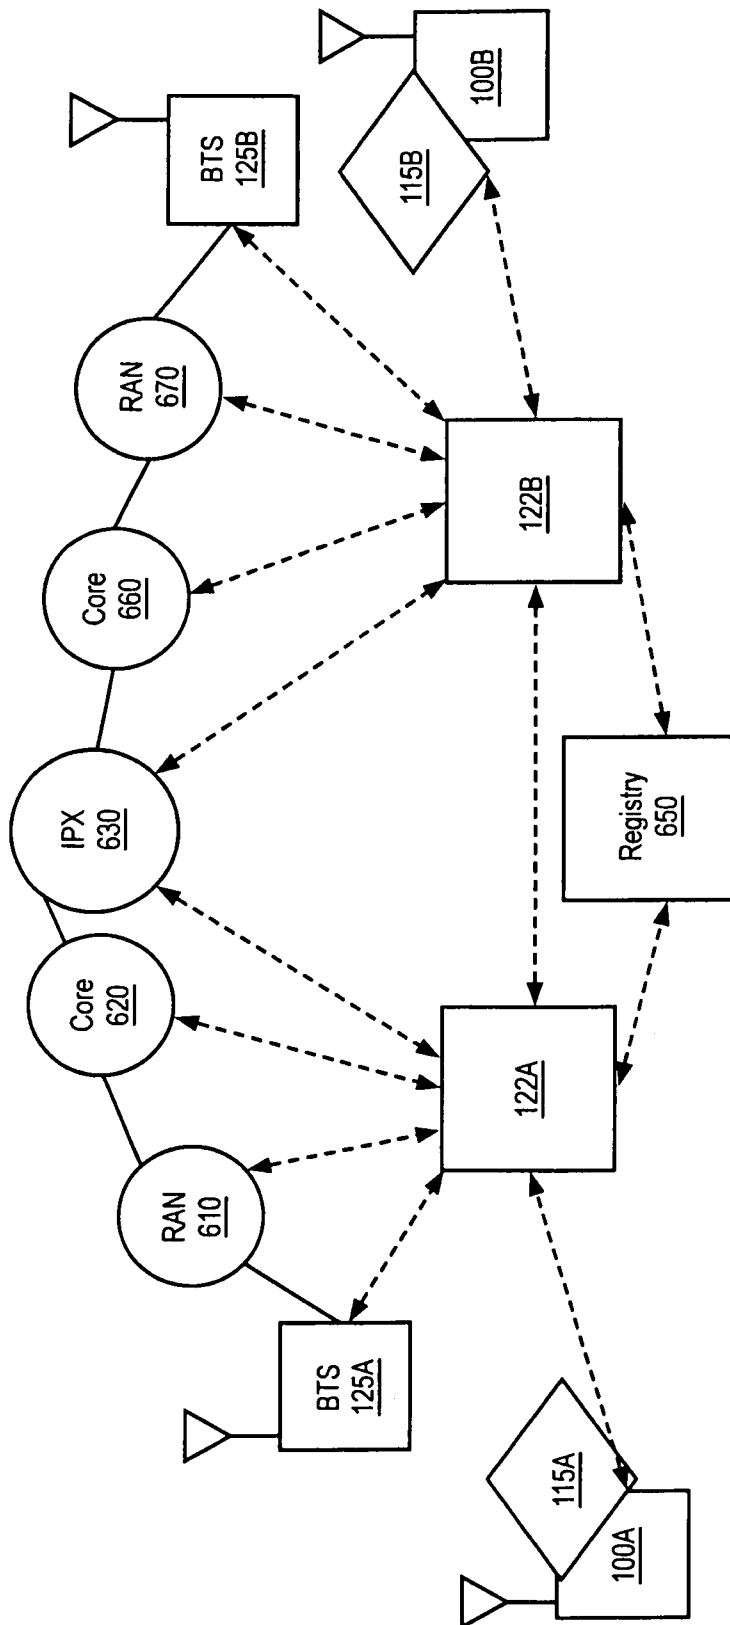 BTS
125A
RAN
610
Core
620
IPX
630
Core
660
RAN
670
BTS
125B
115A
100A
122A
122B
115B
100B
Registry
650